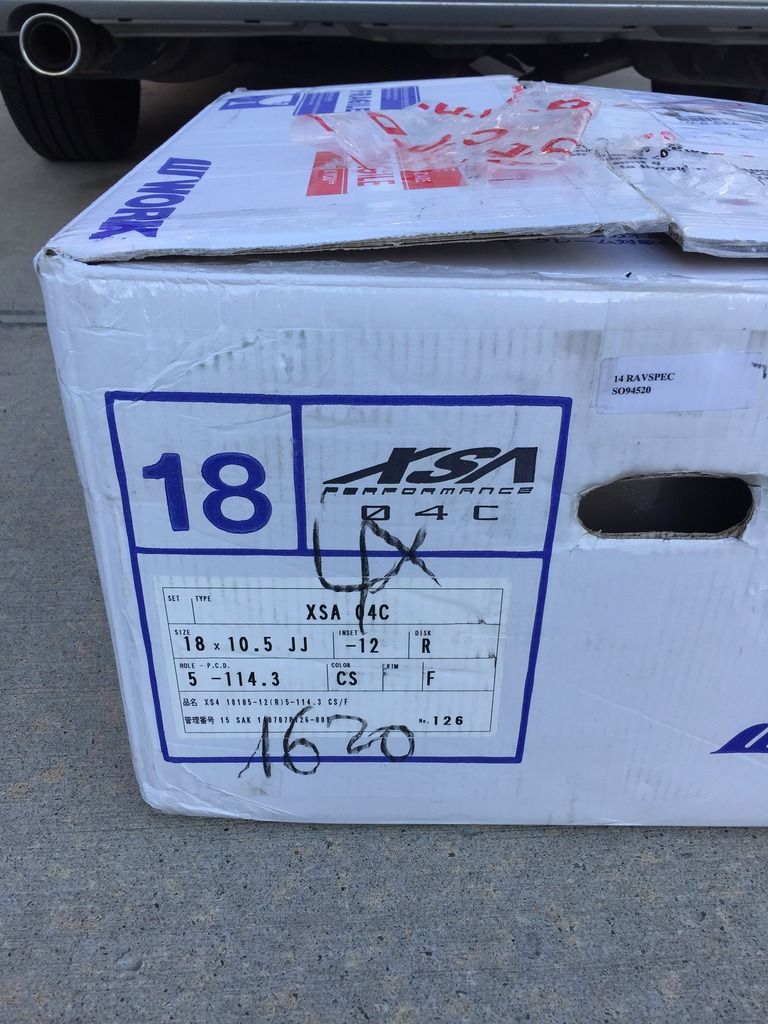 WORK
14 RAVSPEC
SO94520
18
XSA
PERFORMANCE
04C
4x
SET TYPE
XSA 04C
SIZE INSET DISK
18 x 10.5 JJ -12 R
HOLE - P.C.D. COLOR RIM
5 -114.3 CS F
品名 XS4 18105-12(R)5-114.3 CS/F
管理番号 15 SAK No. 126
1620